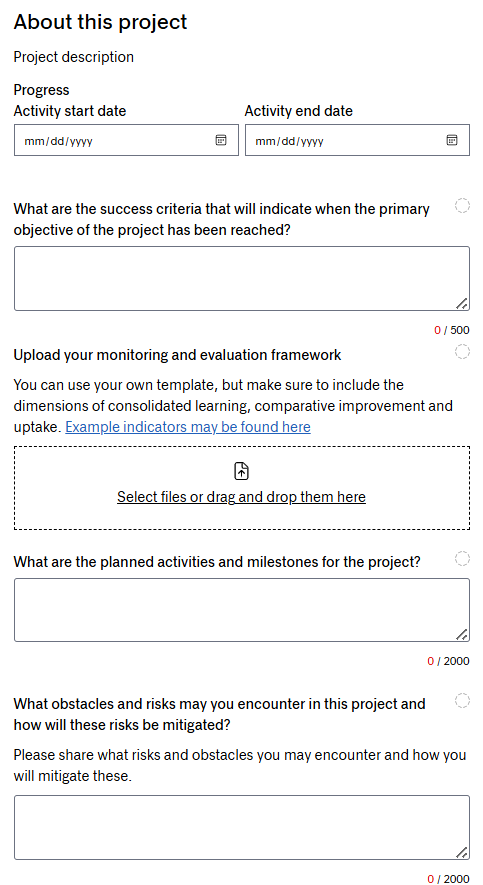 About this project
Project description
Progress
Activity start date
Activity end date
mm/dd/yyyy
mm/dd/yyyy
What are the success criteria that will indicate when the primary
objective of the project has been reached?
0 / 500
Upload your monitoring and evaluation framework
You can use your own template, but make sure to include the
dimensions of consolidated learning, comparative improvement and
uptake. Example indicators may be found here
Select files or drag and drop them here
What are the planned activities and milestones for the project?
0 / 2000
What obstacles and risks may you encounter in this project and
how will these risks be mitigated?
Please share what risks and obstacles you may encounter and how you
will mitigate these.
0 / 2000